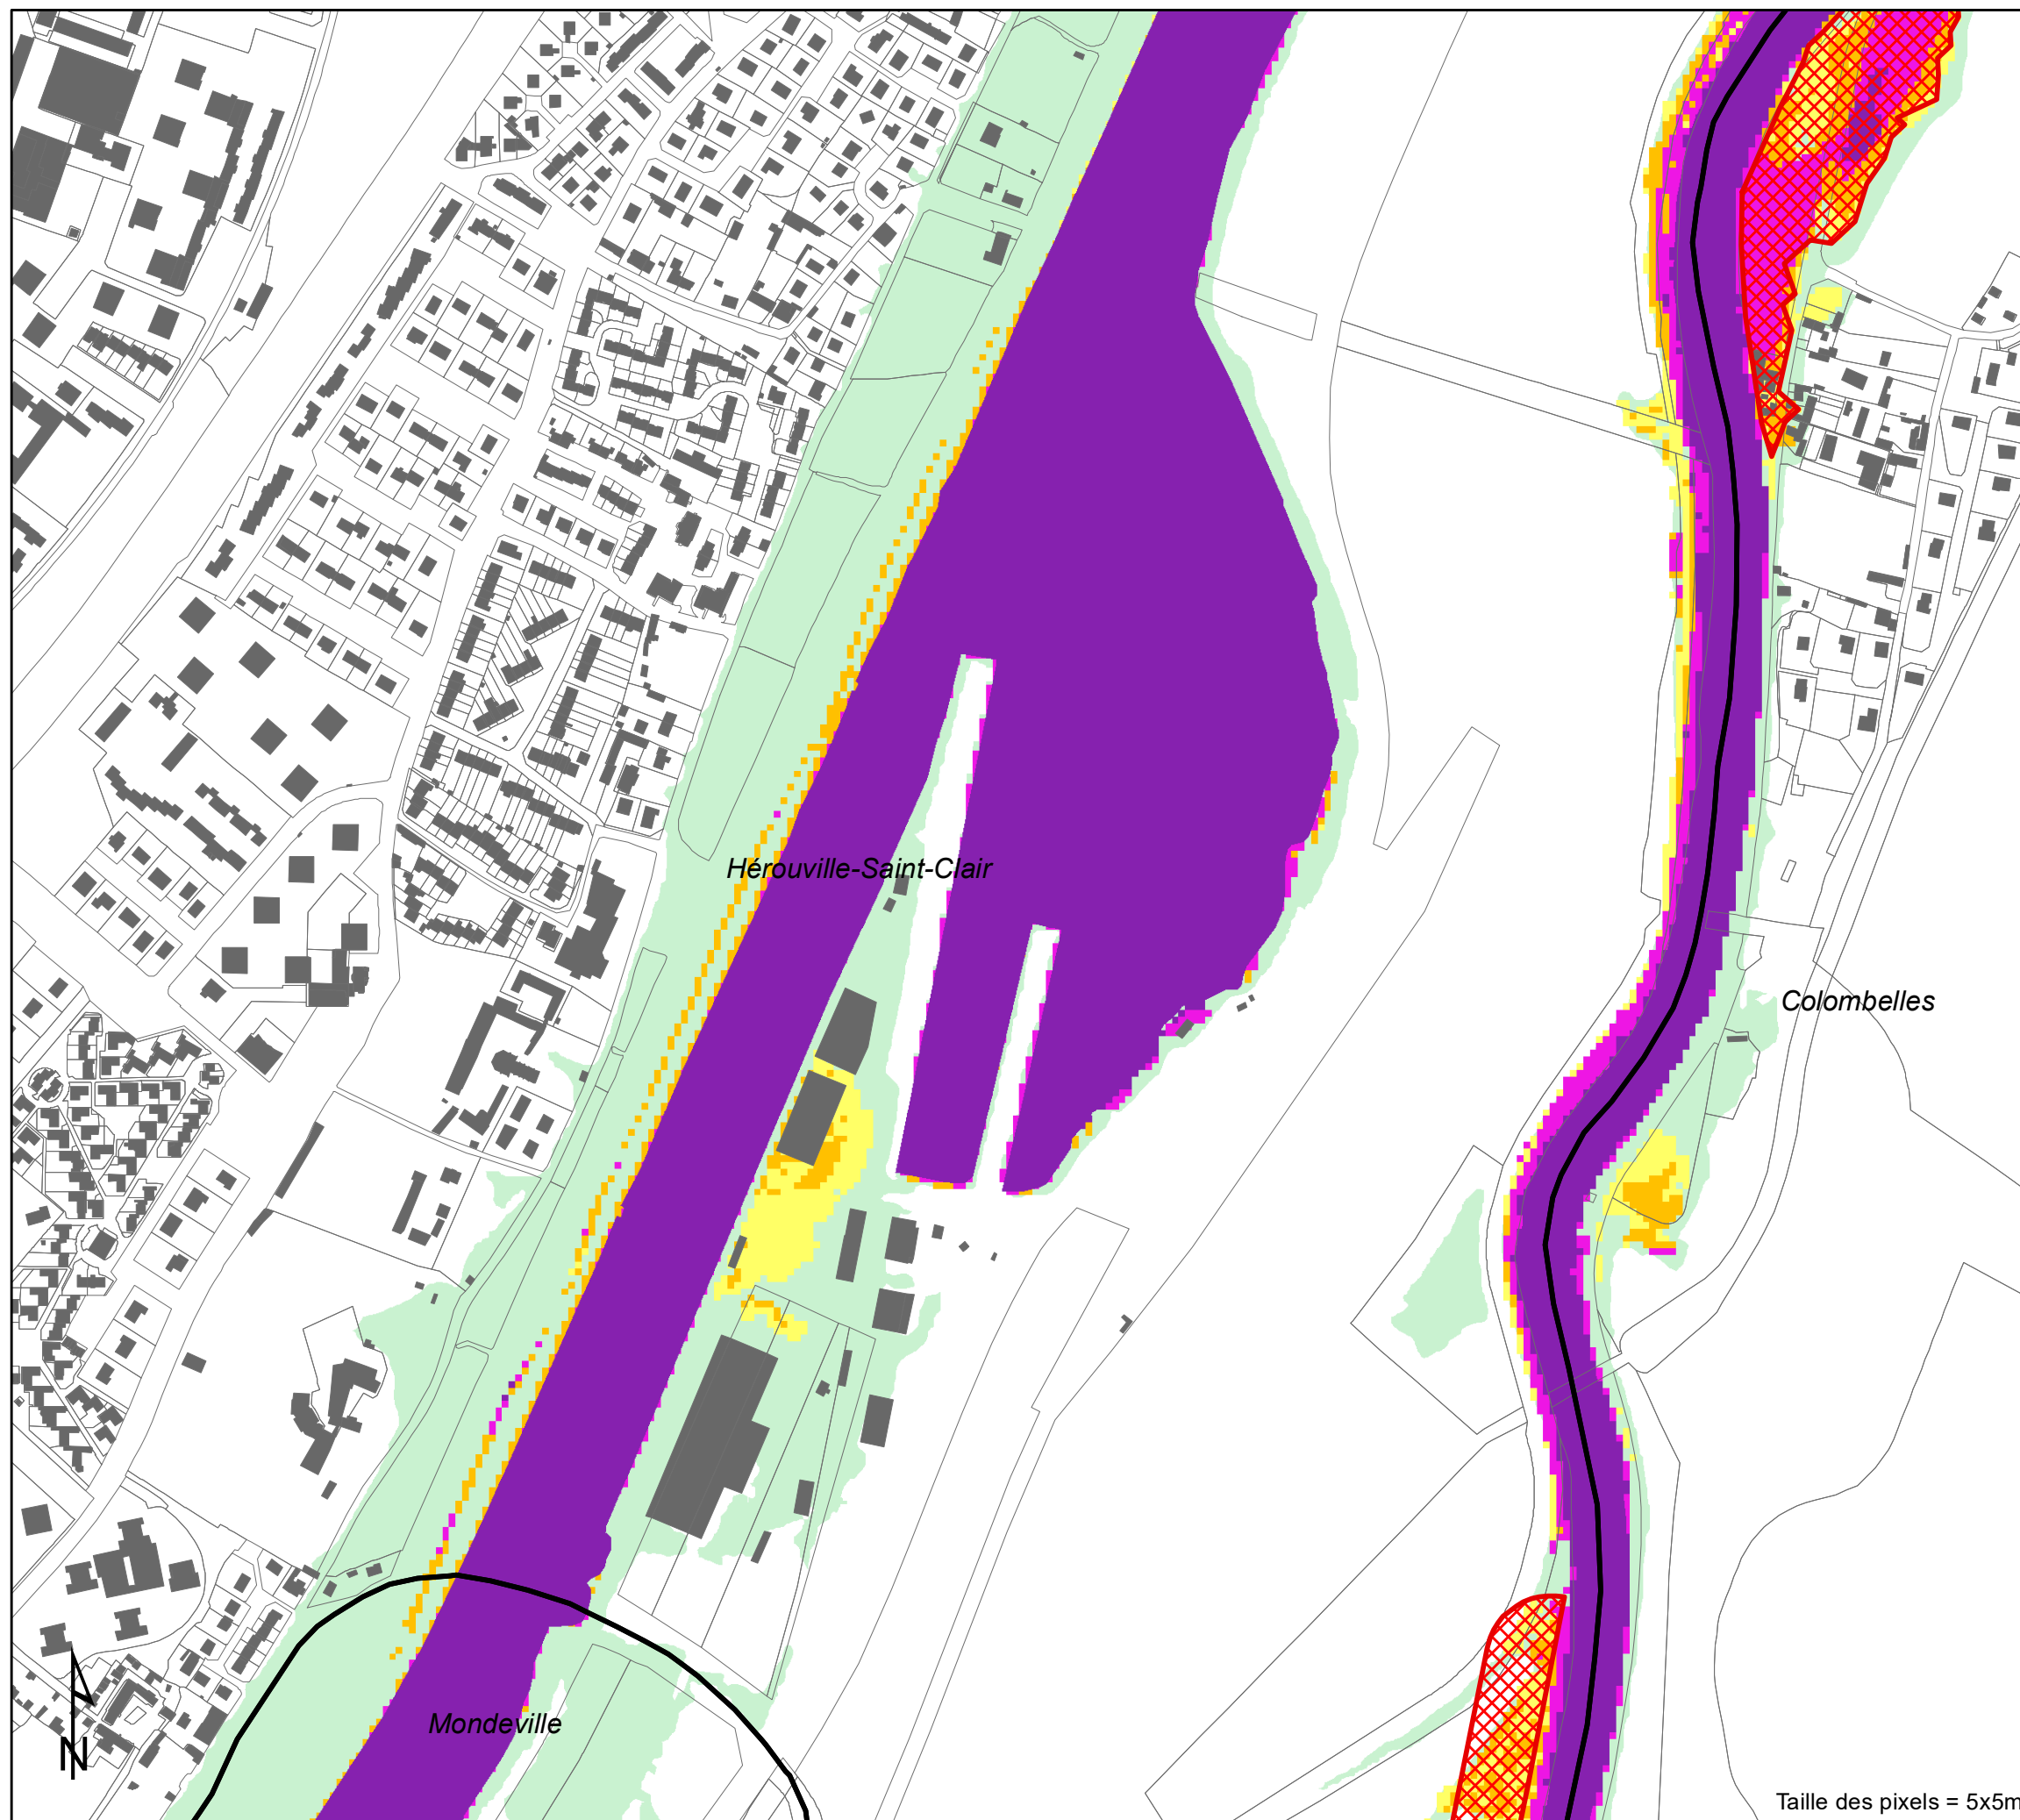 Hérouville-Saint-Clair
Colombelles
Mondeville
N
Taille des pixels = 5x5m